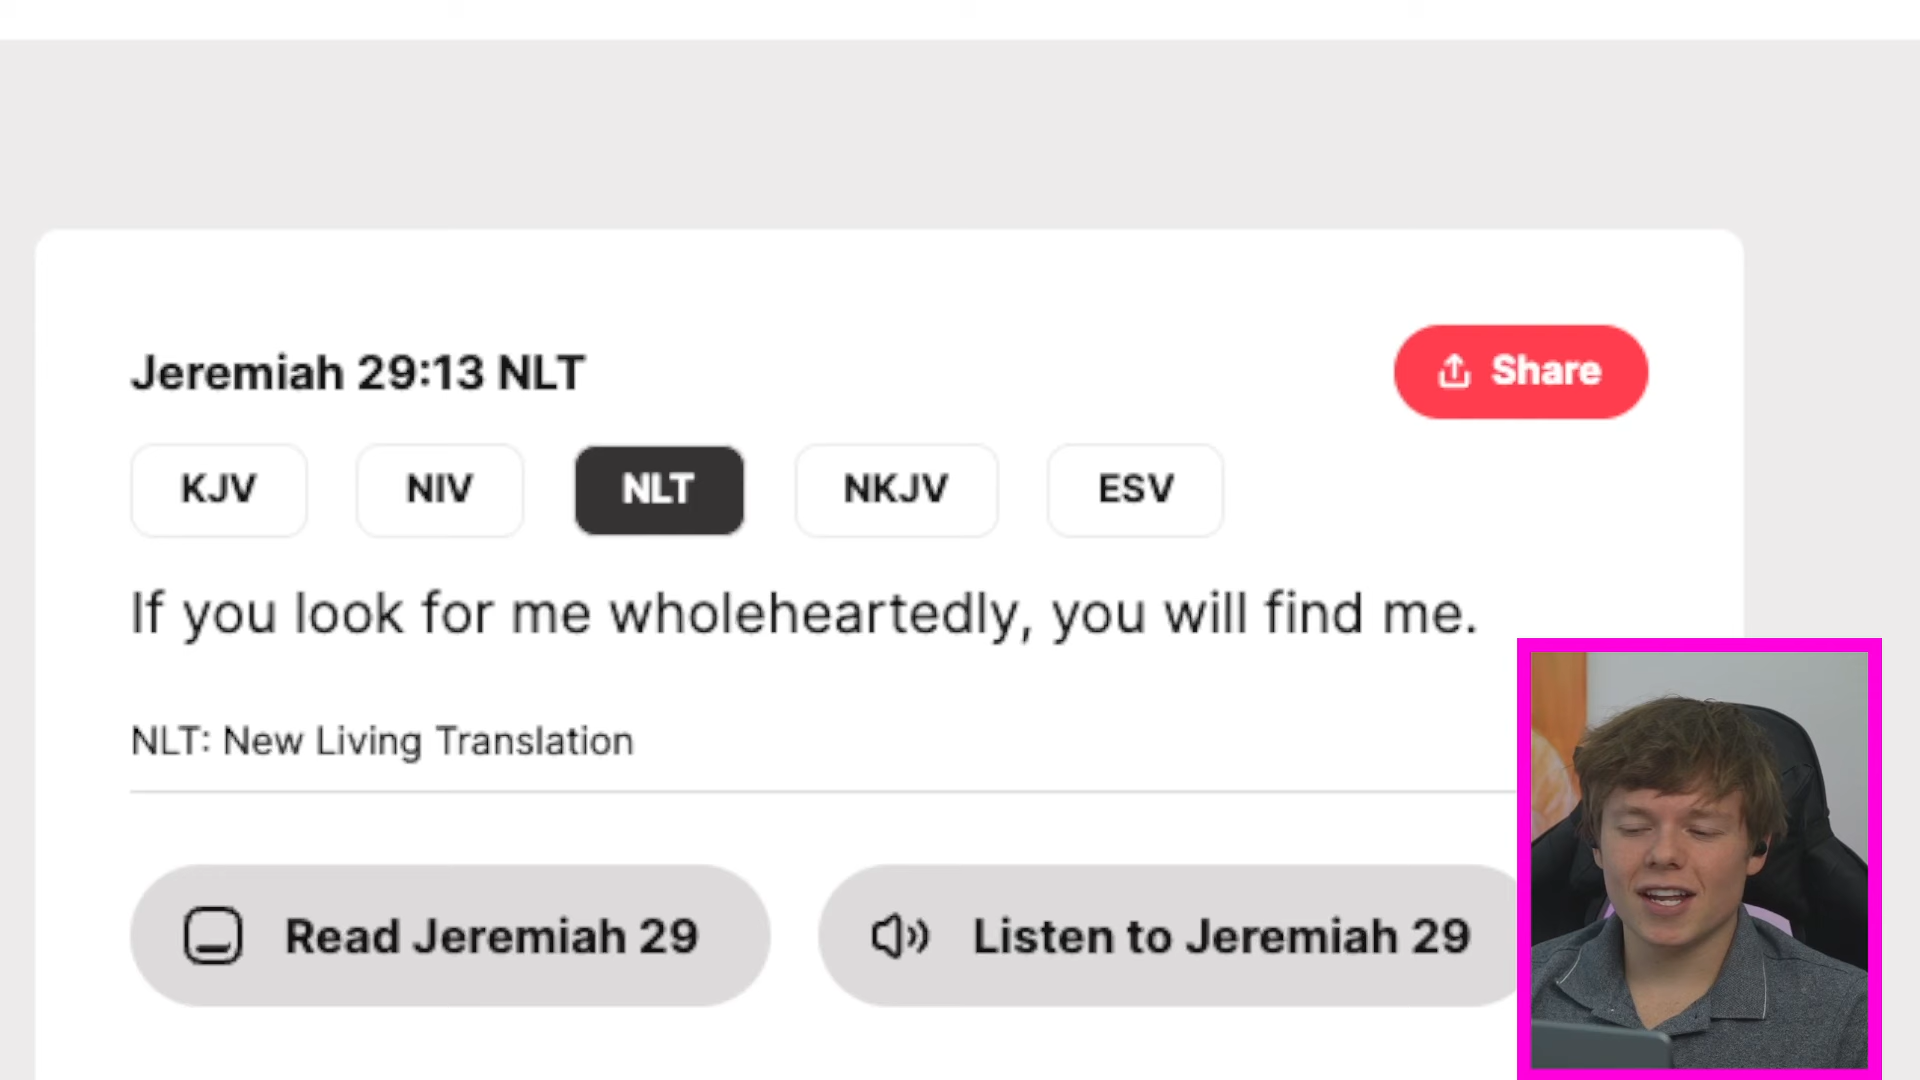 Jeremiah 29:13 NLT
Share
KJV NIV NLT NKJV ESV
If you look for me wholeheartedly, you will find me.
NLT: New Living Translation
Read Jeremiah 29
Listen to Jeremiah 29